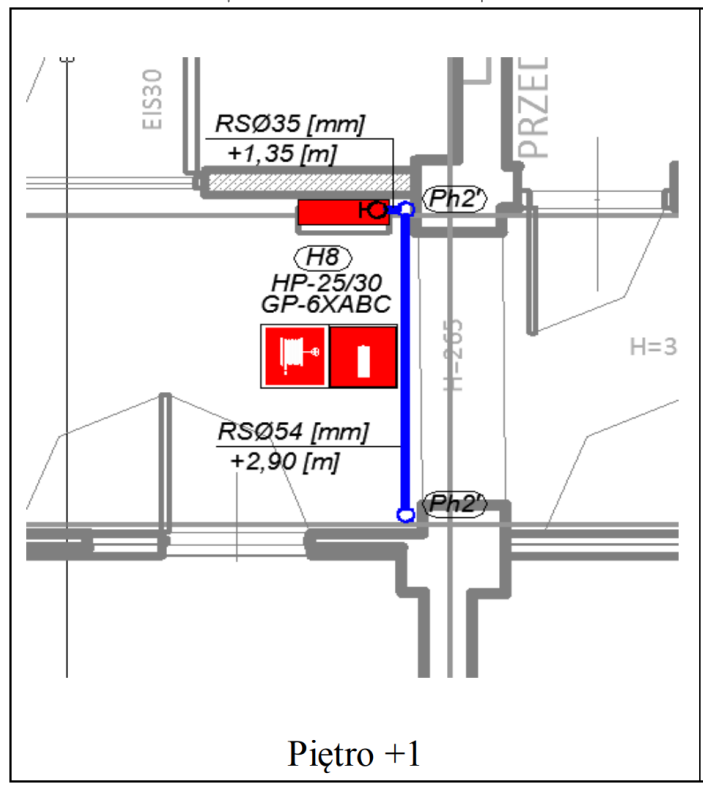 EIS30
PRZED
RSØ35 [mm]
+1,35 [m]
Ph2'
H8
HP-25/30
GP-6XABC
H=265
H=3
RSØ54 [mm]
+2,90 [m]
Ph2'
Piętro +1